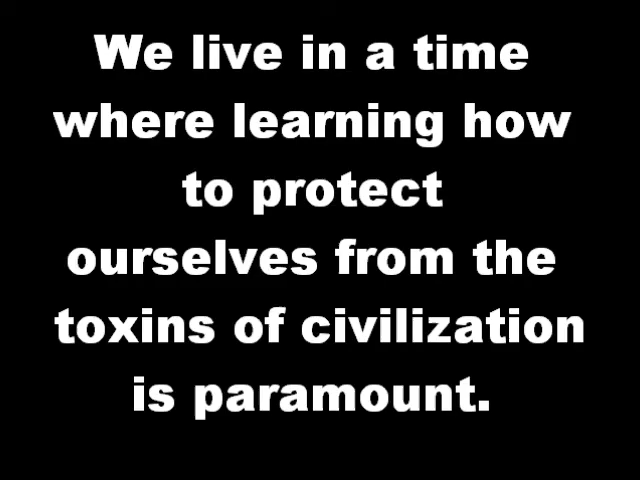 We live in a time
where learning how
to protect
ourselves from the
toxins of civilization
is paramount.